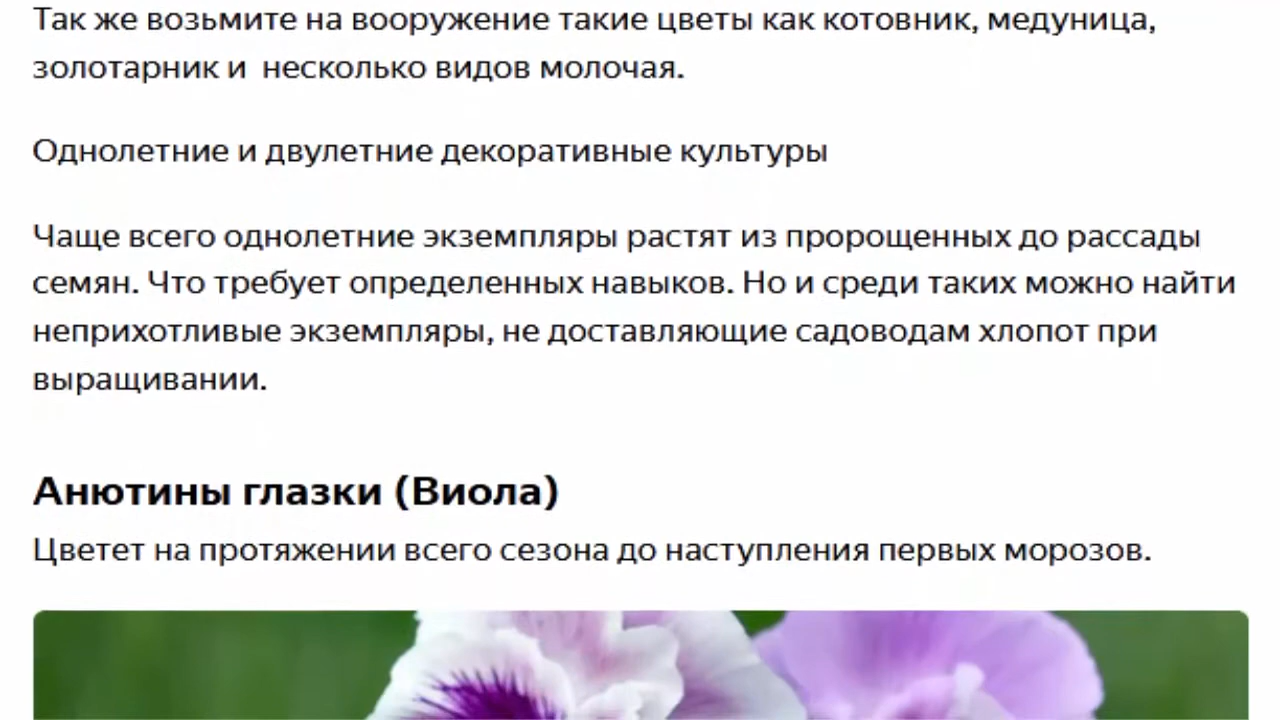 Так же возьмите на вооружение такие цветы как котовник, медуница,
золотарник и  несколько видов молочая.
Однолетние и двулетние декоративные культуры
Чаще всего однолетние экземпляры растят из пророщенных до рассады
семян. Что требует определенных навыков. Но и среди таких можно найти
неприхотливые экземпляры, не доставляющие садоводам хлопот при
выращивании.
Анютины глазки (Виола)
Цветет на протяжении всего сезона до наступления первых морозов.